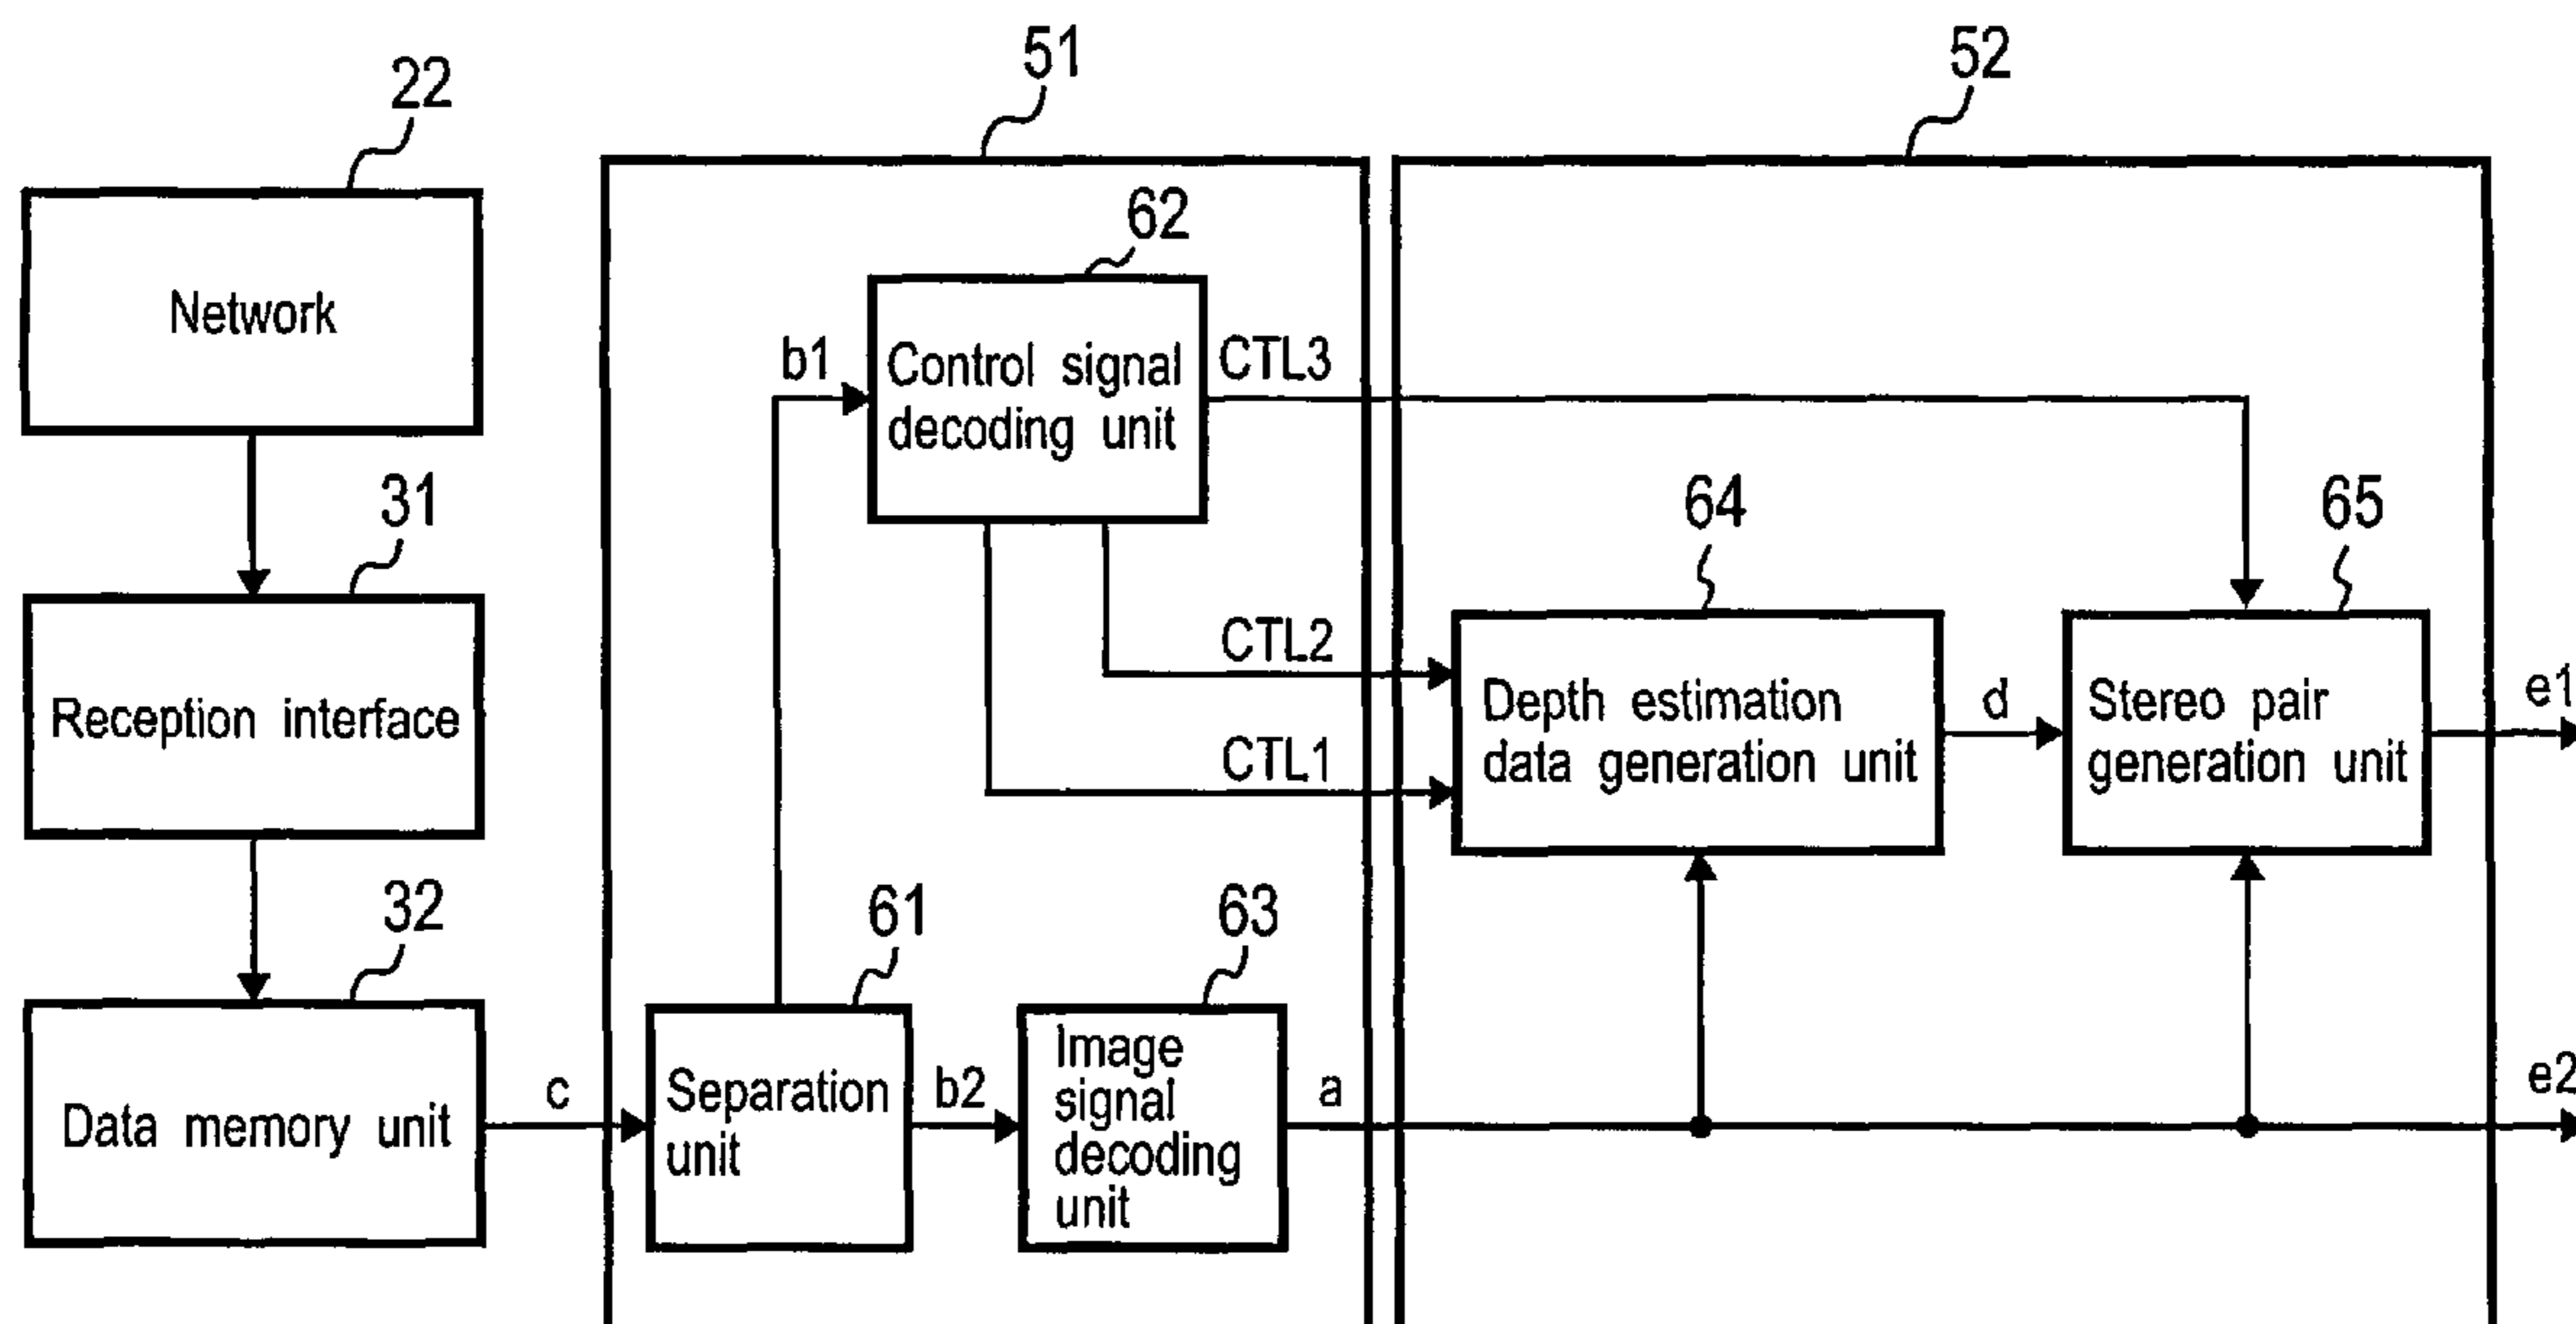 51
52
22
62
Network
b1
Control signal
decoding unit
CTL3
31
64
65
CTL2
Reception interface
Depth estimation
data generation unit
d
Stereo pair
generation unit
e1
CTL1
32
61
63
Data memory unit
c
Separation
unit
b2
Image
signal
decoding
unit
a
e2